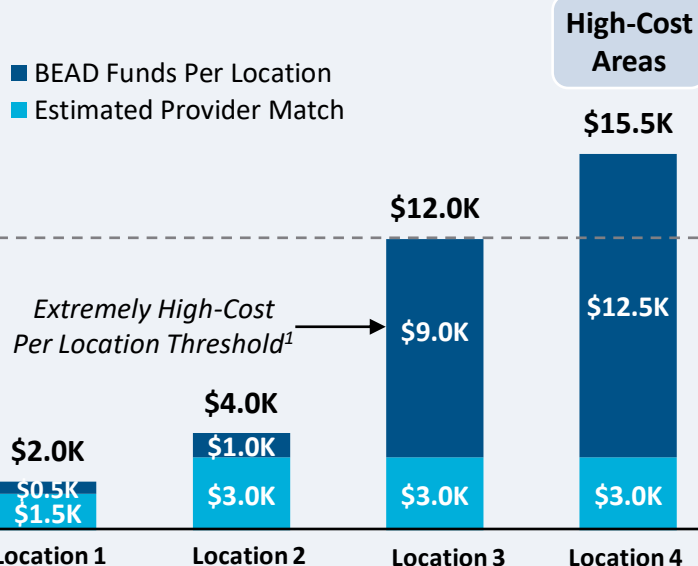 High-Cost
Areas
BEAD Funds Per Location
Estimated Provider Match
$15.5K
$12.0K
Extremely High-Cost
Per Location Threshold1
$9.0K
$12.5K
$4.0K
$2.0K
$1.0K
$0.5K
$1.5K
$3.0K
$3.0K
$3.0K
Location 1
Location 2
Location 3
Location 4